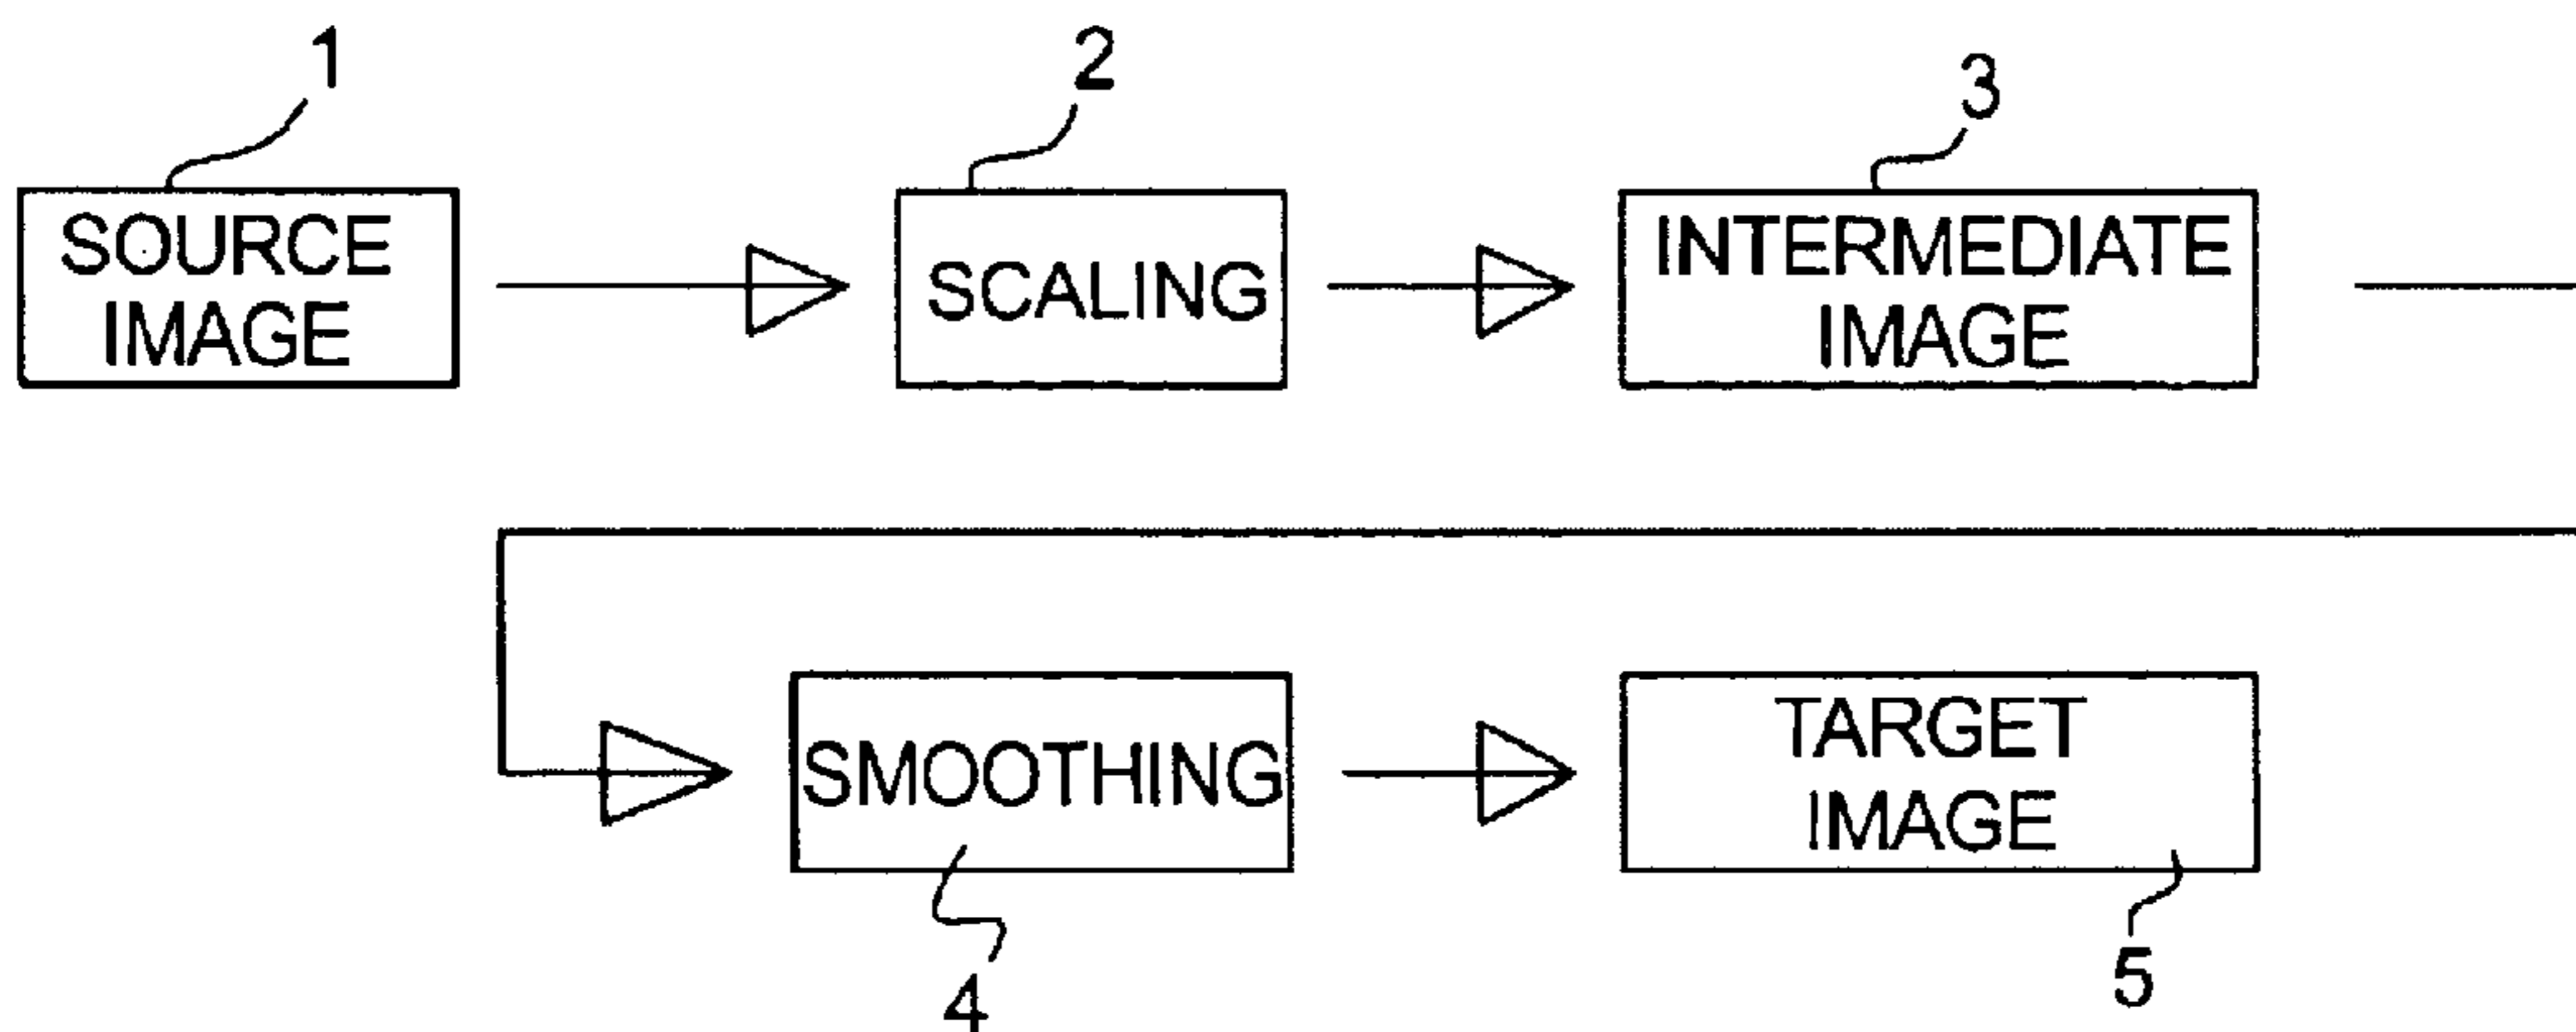 1
2
3
SOURCE
IMAGE
SCALING
INTERMEDIATE
IMAGE
SMOOTHING
TARGET
IMAGE
4
5